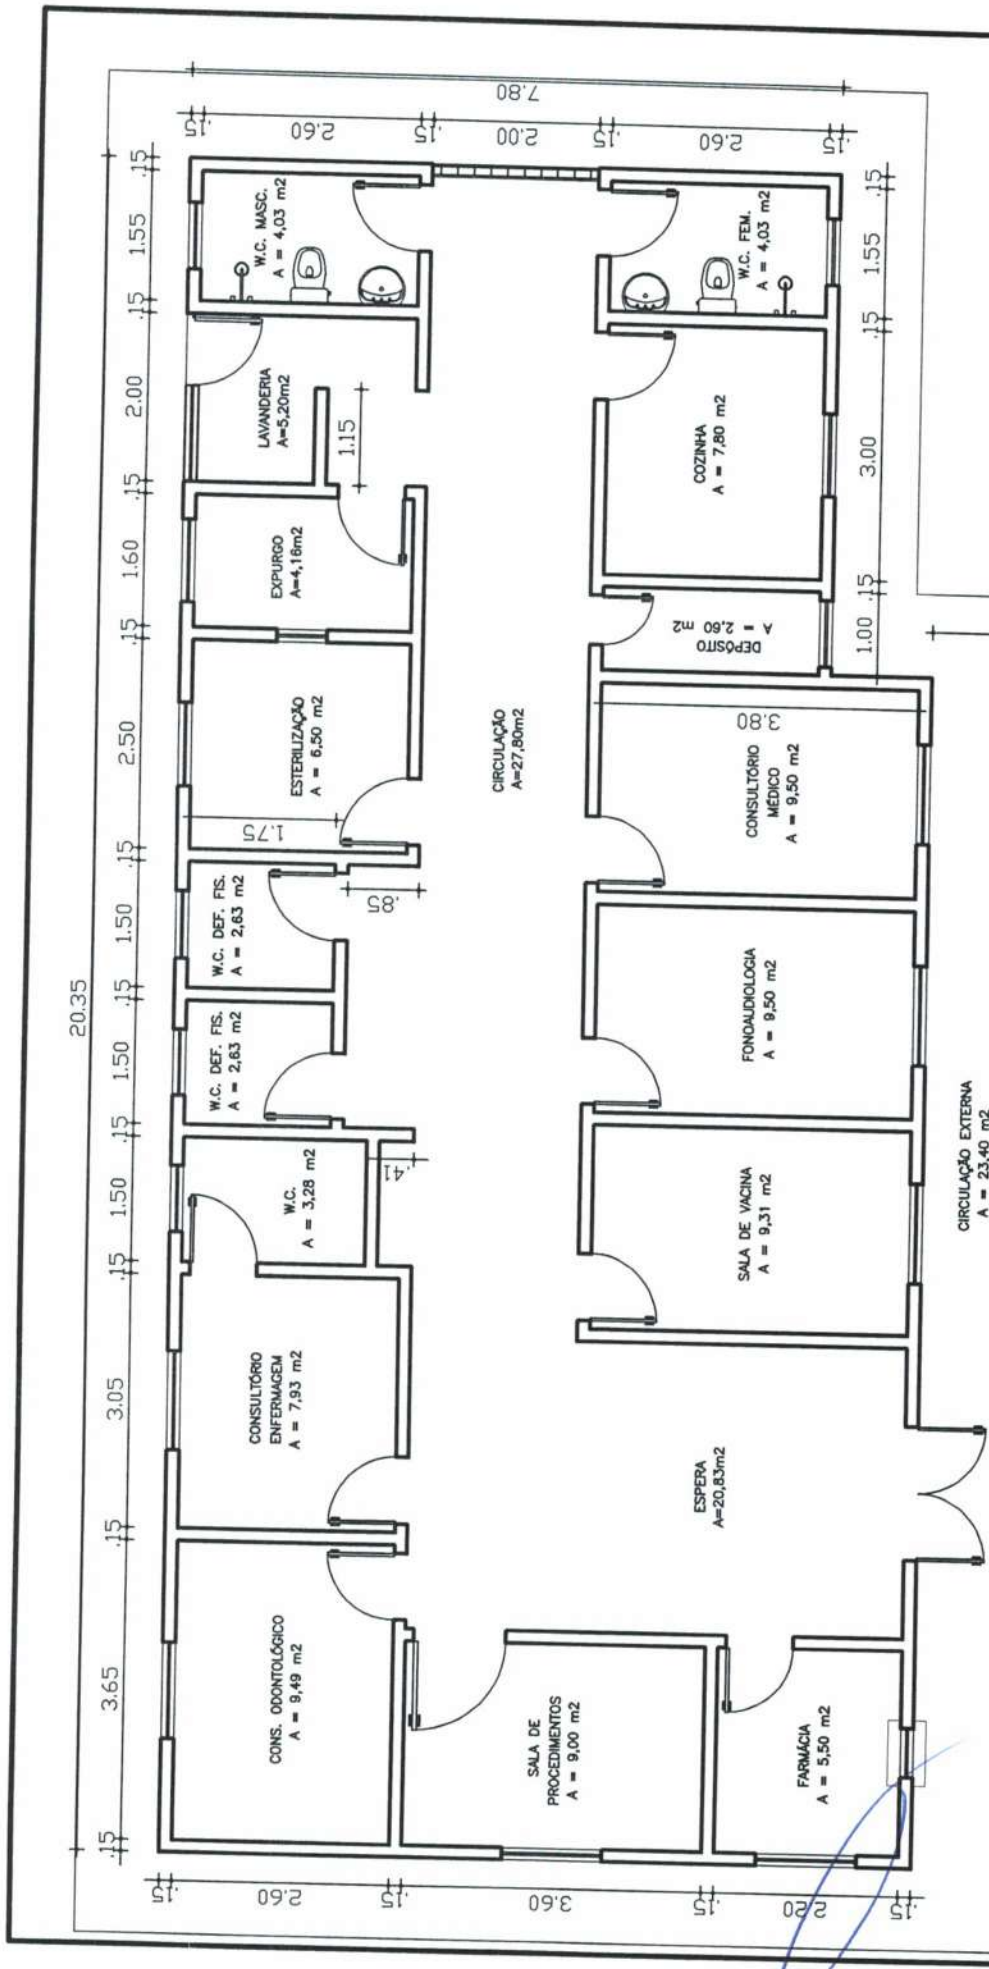 7.80
.15
2.60
.15
2.00
.15
2.60
.15
20.35
.15
3.65
.15
3.05
.15
1.50
.15
1.50
.15
1.50
.15
2.50
.15
1.60
.15
2.00
.15
1.55
.15
W.C. MASC.
A = 4,03 m2
W.C. FEM.
A = 4,03 m2
.15
1.55
.15
3.00
.15
1.00
LAVANDERIA
A=5,20m2
1.15
COZINHA
A = 7,80 m2
EXPURGO
A=4,16m2
DEPÓSITO
A = 2,60 m2
ESTERILIZAÇÃO
A = 6,50 m2
1.75
CIRCULAÇÃO
A=27,80m2
3.80
CONSULTÓRIO
MÉDICO
A = 9,50 m2
W.C. DEF. FIS.
A = 2,63 m2
.85
W.C. DEF. FIS.
A = 2,63 m2
FONOAUDIOLOGIA
A = 9,50 m2
W.C.
A = 3,28 m2
.41
SALA DE VACINA
A = 9,31 m2
CIRCULAÇÃO EXTERNA
A = 23,40 m2
CONSULTÓRIO
ENFERMAGEM
A = 7,93 m2
ESPERA
A=20,83m2
CONS. ODONTOLÓGICO
A = 9,49 m2
SALA DE
PROCEDIMENTOS
A = 9,00 m2
FARMÁCIA
A = 5,50 m2
.15
2.60
.15
3.60
.15
2.20
.15